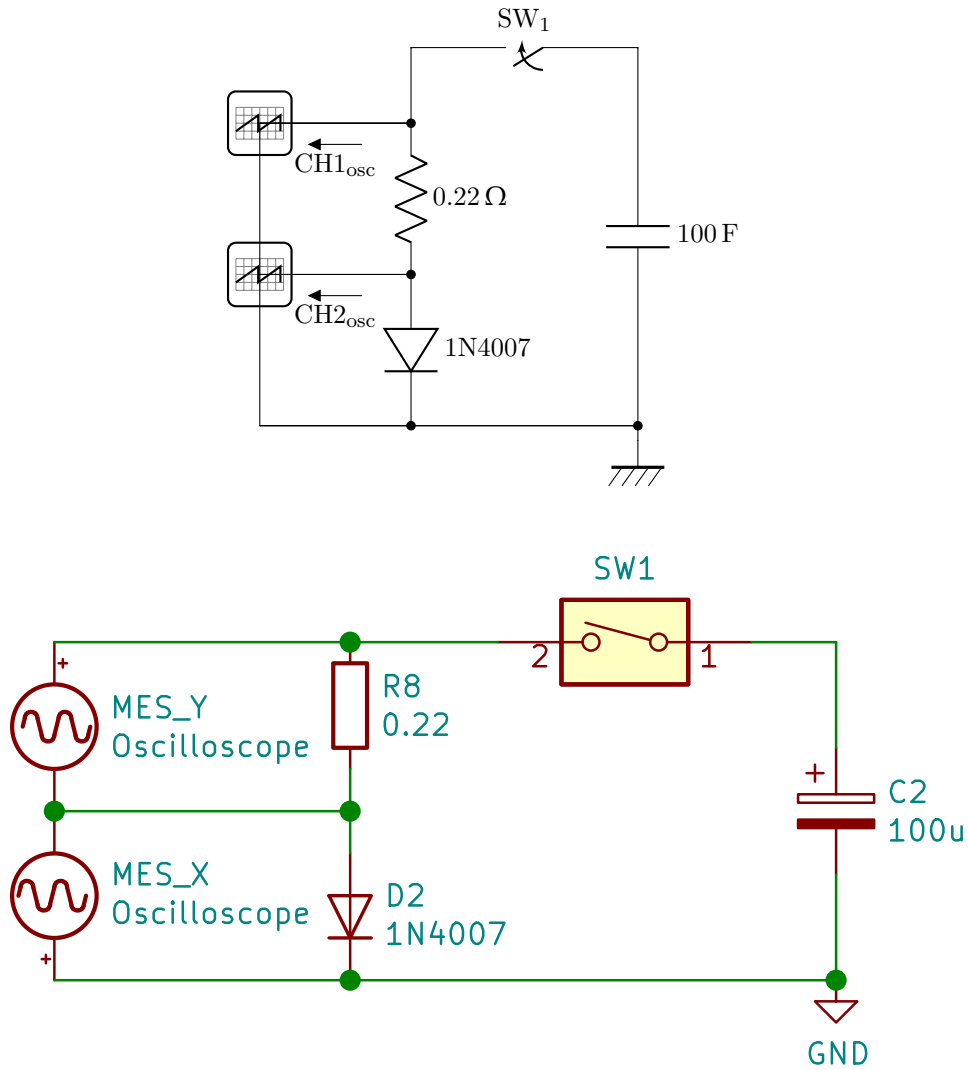 SW₁
CH1osc
0.22 Ω
100 F
CH2osc
1N4007
SW1
2
1
+
R8
0.22
MES_Y
Oscilloscope
+
C2
100u
MES_X
Oscilloscope
D2
1N4007
+
GND